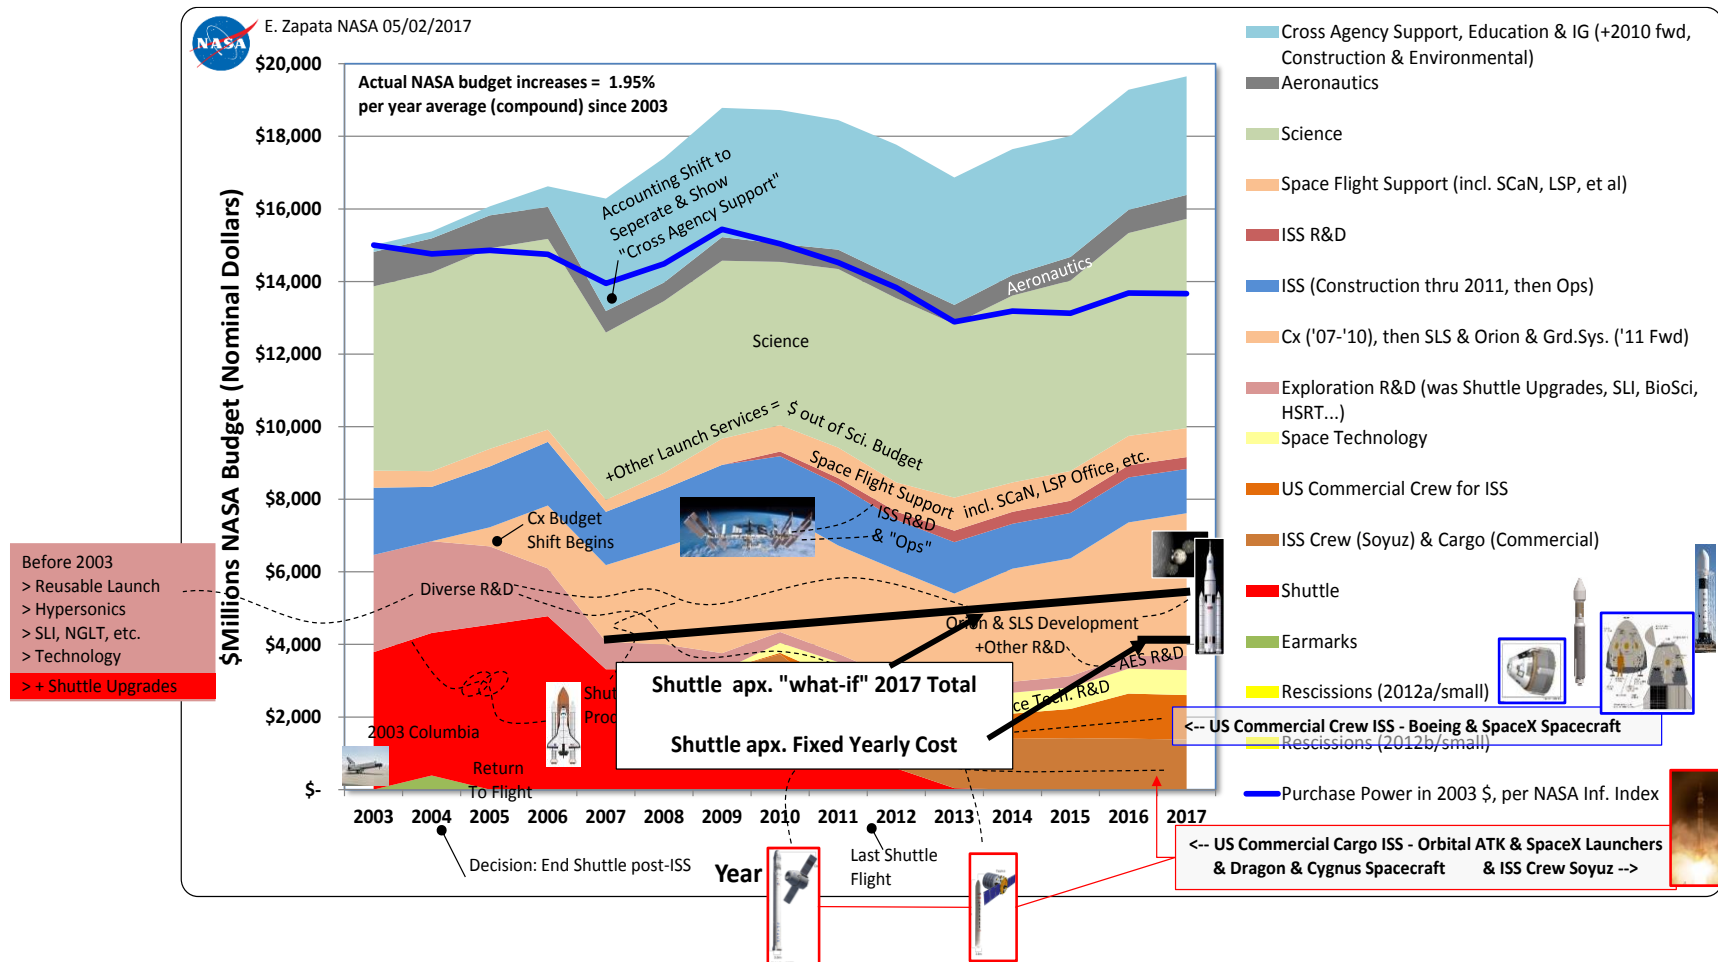 NASA
E. Zapata NASA 05/02/2017
Actual NASA budget increases = 1.95%
per year average (compound) since 2003
$Millions NASA Budget (Nominal Dollars)
$20,000
$18,000
$16,000
$14,000
$12,000
$10,000
$8,000
$6,000
$4,000
$2,000
$-
Accounting Shift to
Seperate & Show
"Cross Agency Support"
Aeronautics
Science
+Other Launch Services = $ out of Sci. Budget
Space Flight Support incl. SCaN, LSP Office, etc.
ISS R&D
& "Ops"
Cx Budget
Shift Begins
Diverse R&D
Orion & SLS Development
+Other R&D
AES R&D
Tech. R&D
Shuttle apx. "what-if" 2017 Total
Shuttle apx. Fixed Yearly Cost
2003 Columbia
Return
To Flight
2003 2004 2005 2006 2007 2008 2009 2010 2011 2012 2013 2014 2015 2016 2017
Decision: End Shuttle post-ISS
Year
Last Shuttle
Flight
Before 2003
> Reusable Launch
> Hypersonics
> SLI, NGLT, etc.
> Technology
> + Shuttle Upgrades
Cross Agency Support, Education & IG (+2010 fwd,
Construction & Environmental)
Aeronautics
Science
Space Flight Support (incl. SCaN, LSP, et al)
ISS R&D
ISS (Construction thru 2011, then Ops)
Cx ('07-'10), then SLS & Orion & Grd.Sys. ('11 Fwd)
Exploration R&D (was Shuttle Upgrades, SLI, BioSci,
HSRT...)
Space Technology
US Commercial Crew for ISS
ISS Crew (Soyuz) & Cargo (Commercial)
Shuttle
Earmarks
Rescissions (2012a/small)
<-- US Commercial Crew ISS - Boeing & SpaceX Spacecraft
Rescissions (2012b/small)
Purchase Power in 2003 $, per NASA Inf. Index
<-- US Commercial Cargo ISS - Orbital ATK & SpaceX Launchers
& Dragon & Cygnus Spacecraft & ISS Crew Soyuz -->